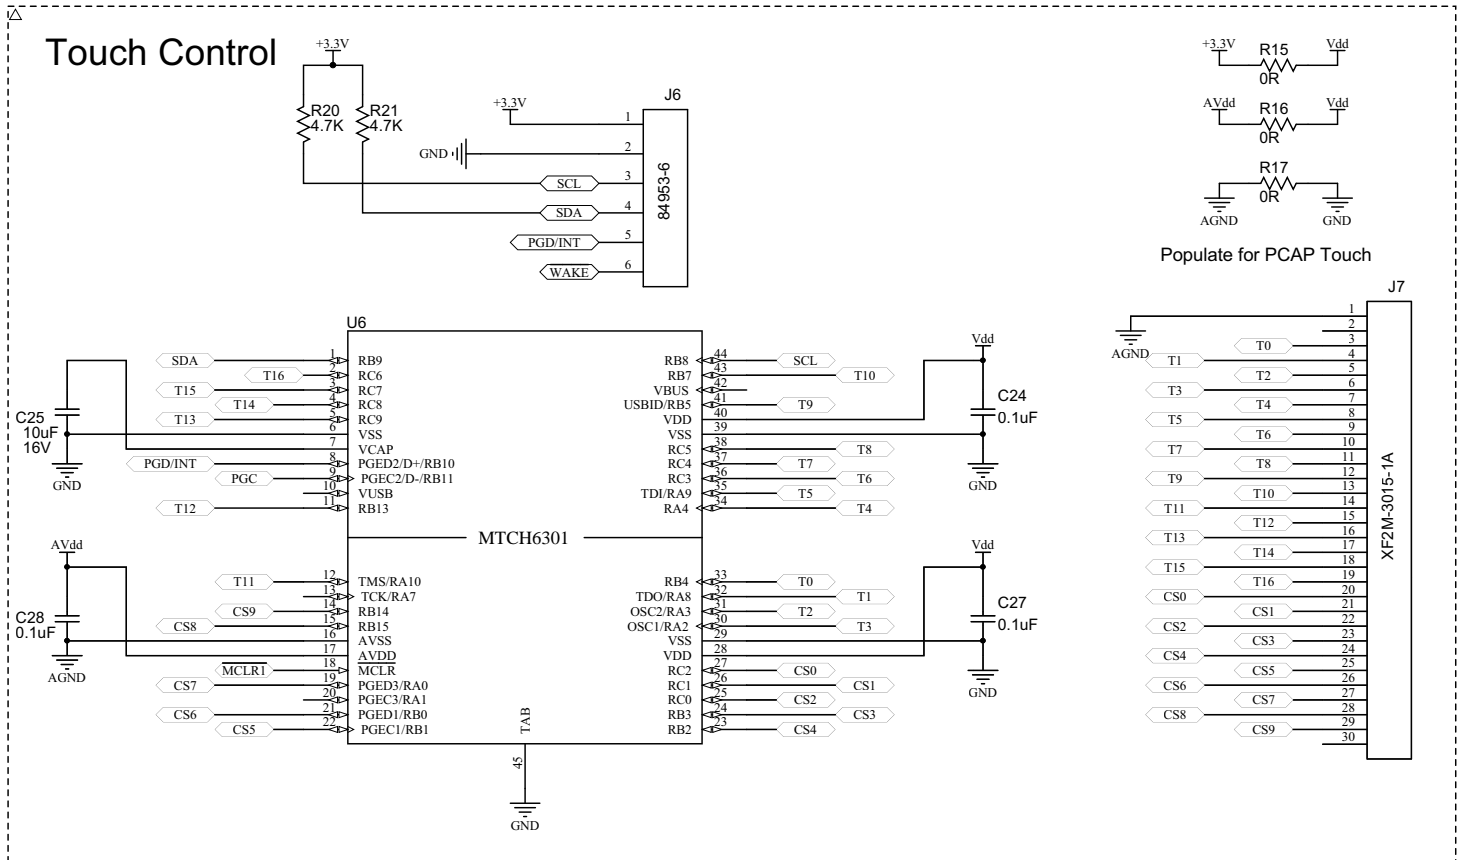 Touch Control
+3.3V
R20
4.7K
R21
4.7K
+3.3V
GND
SCL
SDA
PGD/INT
WAKE
J6
1
2
3
4
5
6
84953-6
+3.3V
R15
0R
Vdd
AVdd
R16
0R
Vdd
AGND
R17
0R
GND
Populate for PCAP Touch
U6
MTCH6301
SDA 1 RB9
T16 2 RC6
T15 3 RC7
T14 4 RC8
T13 5 RC9
6 VSS
7 VCAP
PGD/INT 8 PGED2/D+/RB10
PGC 9 PGEC2/D-/RB11
10 VUSB
T12 11 RB13
T11 12 TMS/RA10
13 TCK/RA7
CS9 14 RB14
CS8 15 RB15
16 AVSS
17 AVDD
MCLR1 18 MCLR
CS7 19 PGED3/RA0
20 PGEC3/RA1
CS6 21 PGED1/RB0
CS5 22 PGEC1/RB1
RB8 44 SCL
RB7 43 T10
VBUS 42
USBID/RB5 41 T9
VDD 40
VSS 39
RC5 38 T8
RC4 37 T7
RC3 36 T6
TDI/RA9 35 T5
RA4 34 T4
RB4 33 T0
TDO/RA8 32 T1
OSC2/RA3 31 T2
OSC1/RA2 30 T3
VSS 29
VDD 28
RC2 27 CS0
RC1 26 CS1
RC0 25 CS2
RB3 24 CS3
RB2 23 CS4
TAB
45
GND
C25
10uF
16V
GND
AVdd
C28
0.1uF
AGND
Vdd
C24
0.1uF
GND
Vdd
C27
0.1uF
GND
J7
XF2M-3015-1A
AGND
1
2
T0 3
T1 4
T2 5
T3 6
T4 7
T5 8
T6 9
T7 10
T8 11
T9 12
T10 13
T11 14
T12 15
T13 16
T14 17
T15 18
T16 19
CS0 20
CS1 21
CS2 22
CS3 23
CS4 24
CS5 25
CS6 26
CS7 27
CS8 28
CS9 29
30